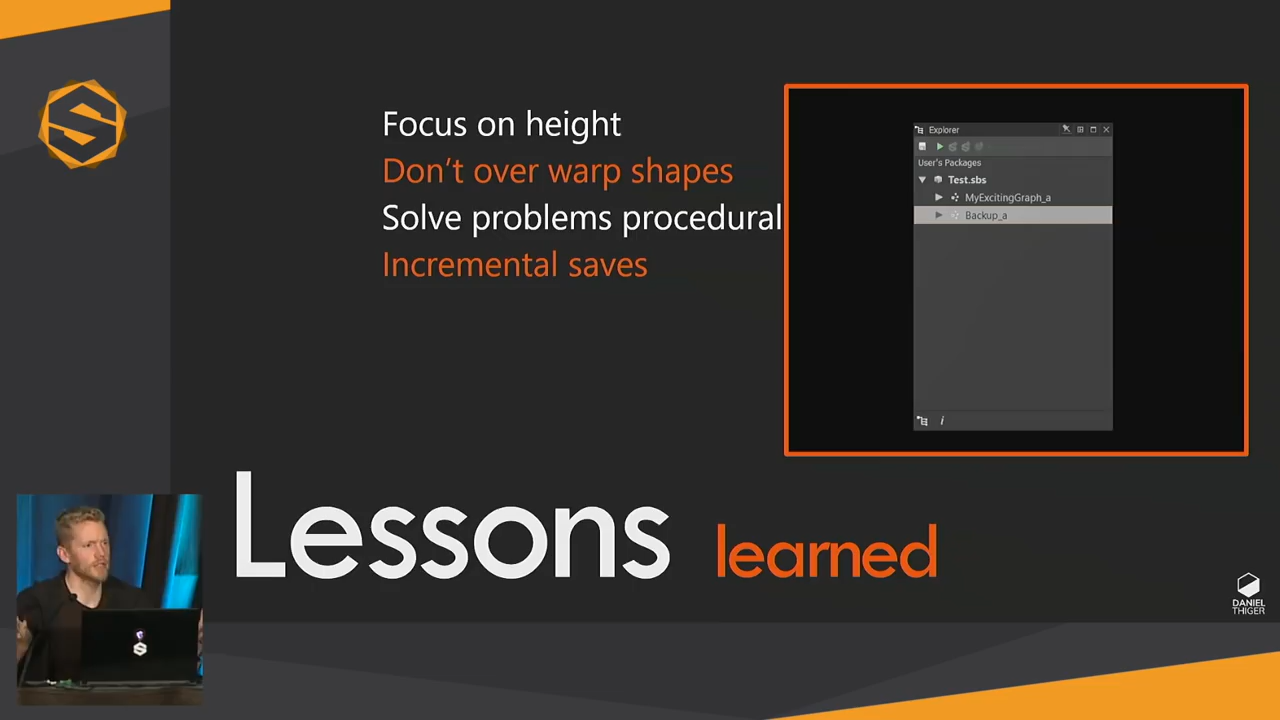 Focus on height
Don't over warp shapes
Solve problems procedural
Incremental saves
Explorer
User's Packages
Test.sbs
MyExcitingGraph_a
Backup_a
i
Lessons learned
DANIEL
THIGER